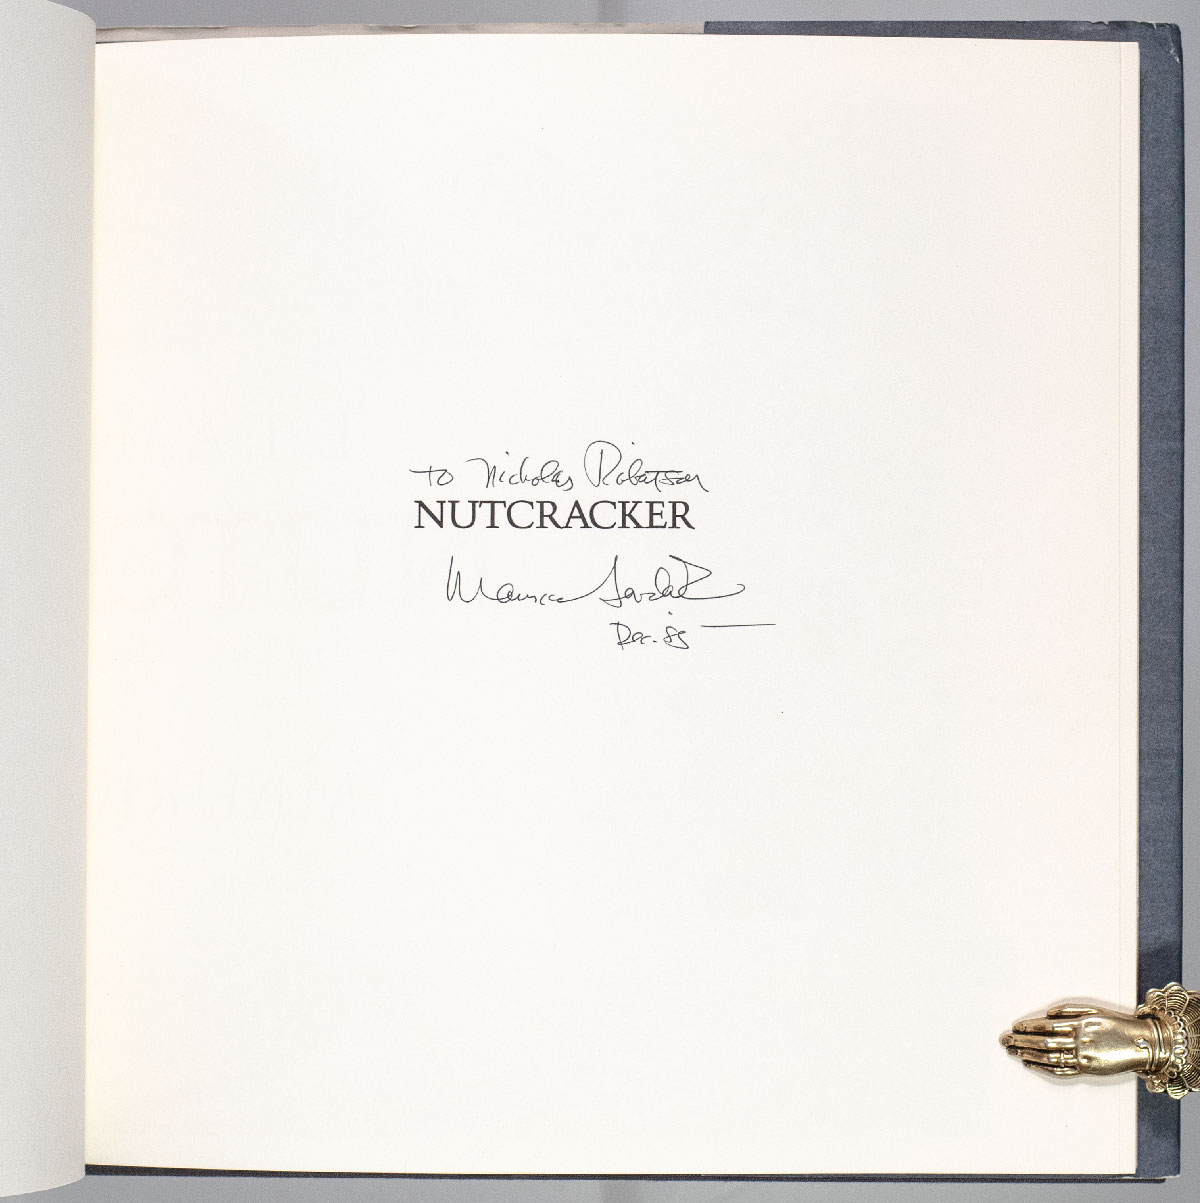 to Nicholas Robertson
NUTCRACKER
Maurice Sendak
Dec. '85